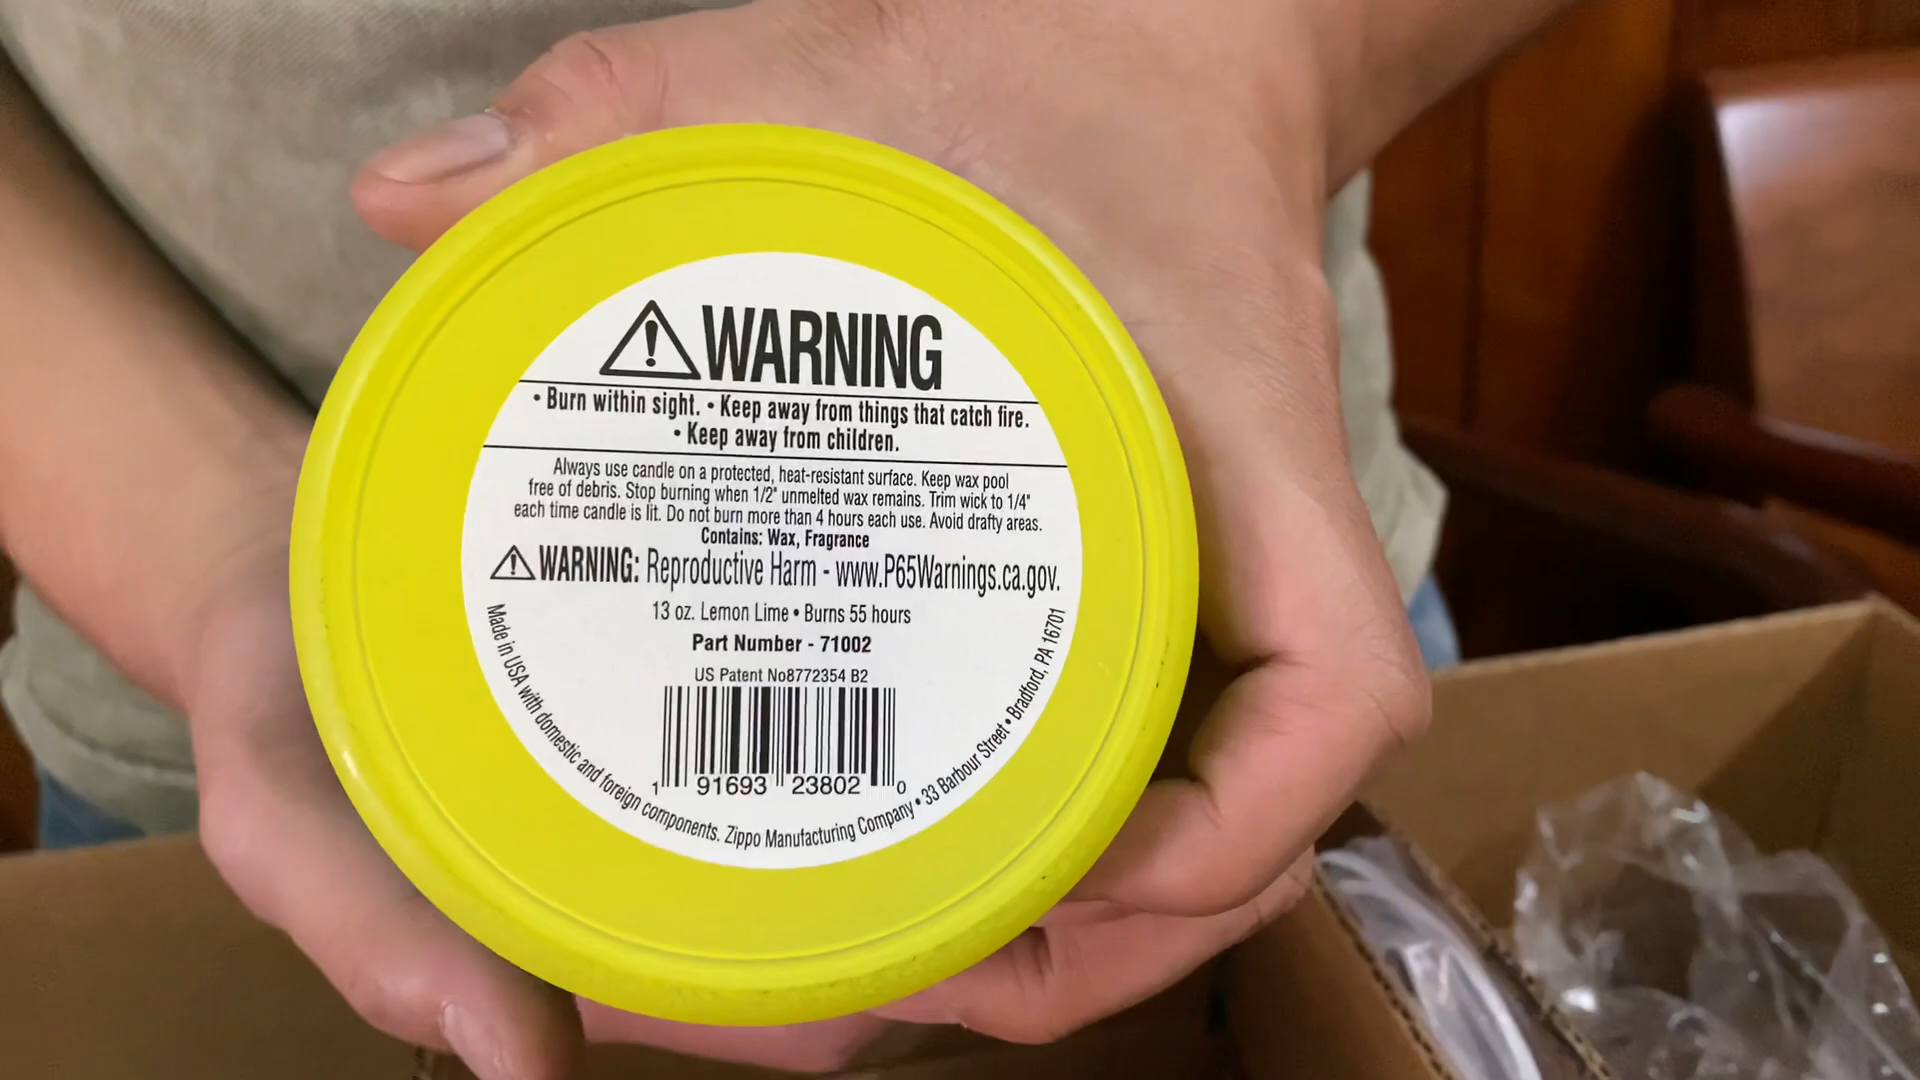 WARNING
• Burn within sight. • Keep away from things that catch fire.
• Keep away from children.
Always use candle on a protected, heat-resistant surface. Keep wax pool
free of debris. Stop burning when 1/2" unmelted wax remains. Trim wick to 1/4"
each time candle is lit. Do not burn more than 4 hours each use. Avoid drafty areas.
Contains: Wax, Fragrance
WARNING: Reproductive Harm - www.P65Warnings.ca.gov.
13 oz. Lemon Lime • Burns 55 hours
Part Number - 71002
US Patent No8772354 B2
1 91693 23802 0
Made in USA with domestic and foreign components. Zippo Manufacturing Company • 33 Barbour Street • Bradford, PA 16701